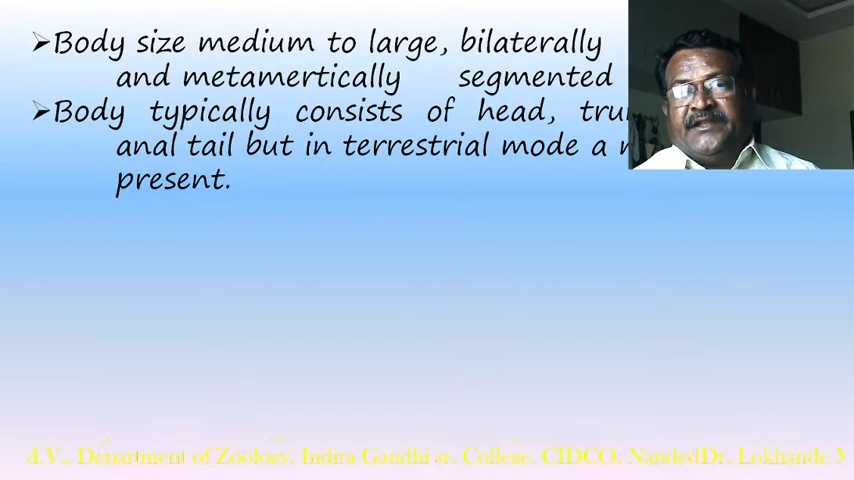 ➢Body size medium to large, bilaterally
and metamertically segmented
➢Body typically consists of head,
anal tail but in terrestrial mode a
present.
M.V., Department of Zoology, Indira Gandhi sr. College, CIDCO, NandedDr. Lokhande M